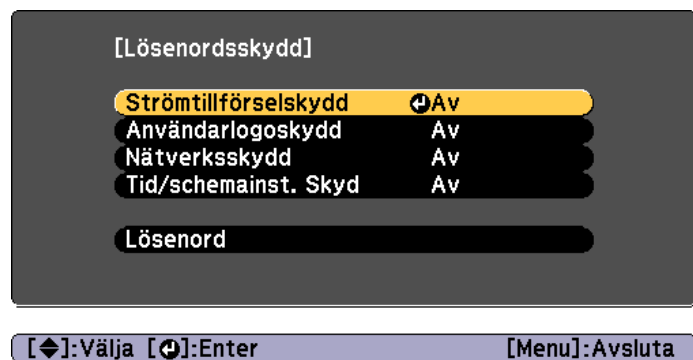 [Lösenordsskydd]
Strömtillförselskydd Av
Användarlogoskydd Av
Nätverksskydd Av
Tid/schemainst. Skyd Av
Lösenord
[◆]:Välja [↵]:Enter [Menu]:Avsluta